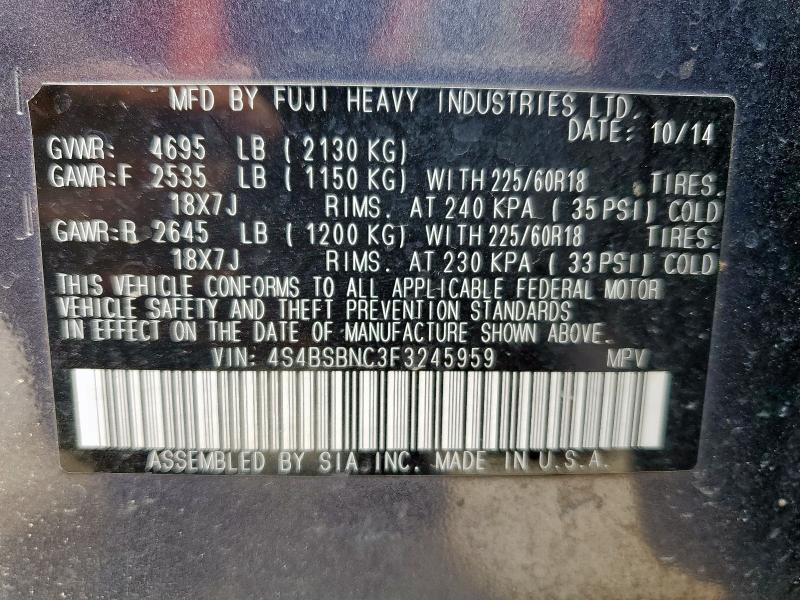 MFD BY FUJI HEAVY INDUSTRIES LTD.
DATE: 10/14
GVWR: 4695 LB ( 2130 KG)
GAWR:F 2535 LB ( 1150 KG) WITH 225/60R18 TIRES.
18X7J RIMS. AT 240 KPA ( 35 PSI) COLD
GAWR:R 2645 LB ( 1200 KG) WITH 225/60R18 TIRES.
18X7J RIMS. AT 230 KPA ( 33 PSI) COLD
THIS VEHICLE CONFORMS TO ALL APPLICABLE FEDERAL MOTOR
VEHICLE SAFETY AND THEFT PREVENTION STANDARDS
IN EFFECT ON THE DATE OF MANUFACTURE SHOWN ABOVE.
VIN: 4S4BSBNC3F3245959 MPV
ASSEMBLED BY SIA INC. MADE IN U.S.A.